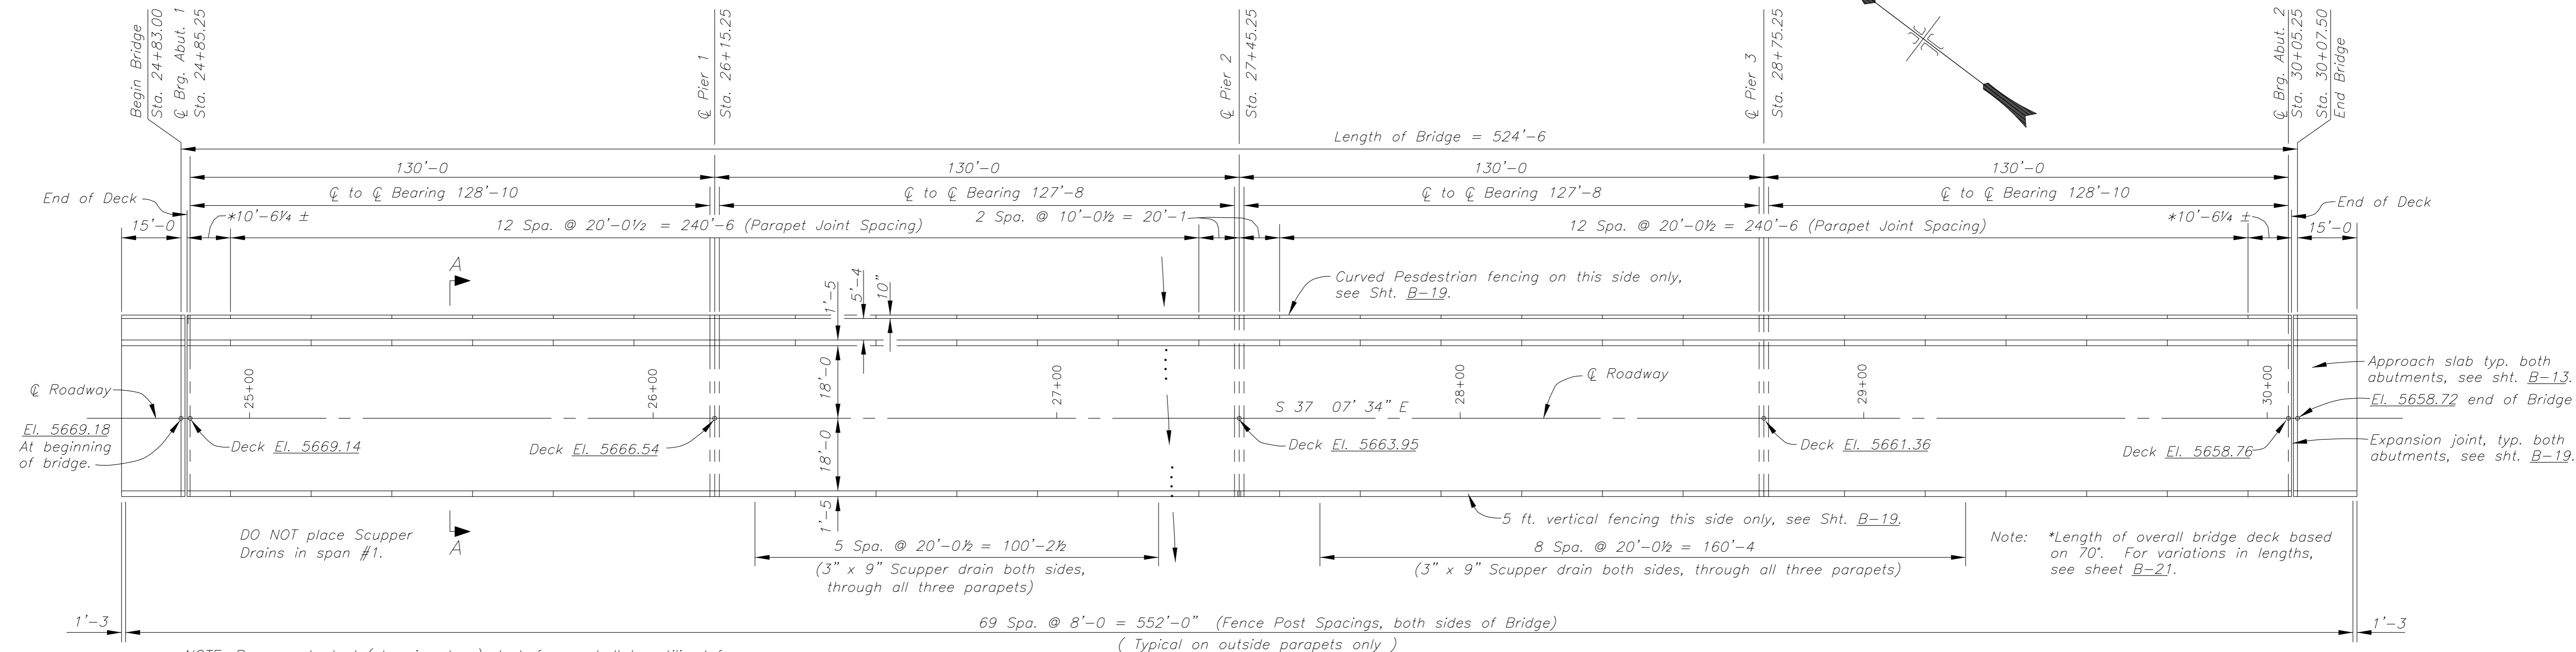 Begin Bridge
Sta. 24+83.00
℄ Brg. Abut. 1
Sta. 24+85.25
℄ Pier 1
Sta. 26+15.25
℄ Pier 2
Sta. 27+45.25
℄ Pier 3
Sta. 28+75.25
℄ Brg. Abut. 2
Sta. 30+05.25
Sta. 30+07.50
End Bridge
Length of Bridge = 524'-6
130'-0
130'-0
130'-0
130'-0
℄ to ℄ Bearing 128'-10
℄ to ℄ Bearing 127'-8
℄ to ℄ Bearing 127'-8
℄ to ℄ Bearing 128'-10
End of Deck
End of Deck
15'-0
*10'-6¼ ±
12 Spa. @ 20'-0½ = 240'-6 (Parapet Joint Spacing)
2 Spa. @ 10'-0½ = 20'-1
12 Spa. @ 20'-0½ = 240'-6 (Parapet Joint Spacing)
*10'-6¼ ±
15'-0
A
1'-5
5'-4
10"
Curved Pesdestrian fencing on this side only,
see Sht. B-19.
℄ Roadway
El. 5669.18
At beginning
of bridge.
25+00
26+00
27+00
28+00
29+00
30+00
18'-0
18'-0
1'-5
S 37 07' 34" E
℄ Roadway
Deck El. 5669.14
Deck El. 5666.54
Deck El. 5663.95
Deck El. 5661.36
Deck El. 5658.76
Approach slab typ. both
abutments, see sht. B-13.
El. 5658.72 end of Bridge
Expansion joint, typ. both
abutments, see sht. B-19.
DO NOT place Scupper
Drains in span #1.
A
5 Spa. @ 20'-0½ = 100'-2½
(3" x 9" Scupper drain both sides,
through all three parapets)
5 ft. vertical fencing this side only, see Sht. B-19.
8 Spa. @ 20'-0½ = 160'-4
(3" x 9" Scupper drain both sides, through all three parapets)
Note: *Length of overall bridge deck based
on 70°. For variations in lengths,
see sheet B-21.
1'-3
69 Spa. @ 8'-0 = 552'-0" (Fence Post Spacings, both sides of Bridge)
( Typical on outside parapets only )
1'-3